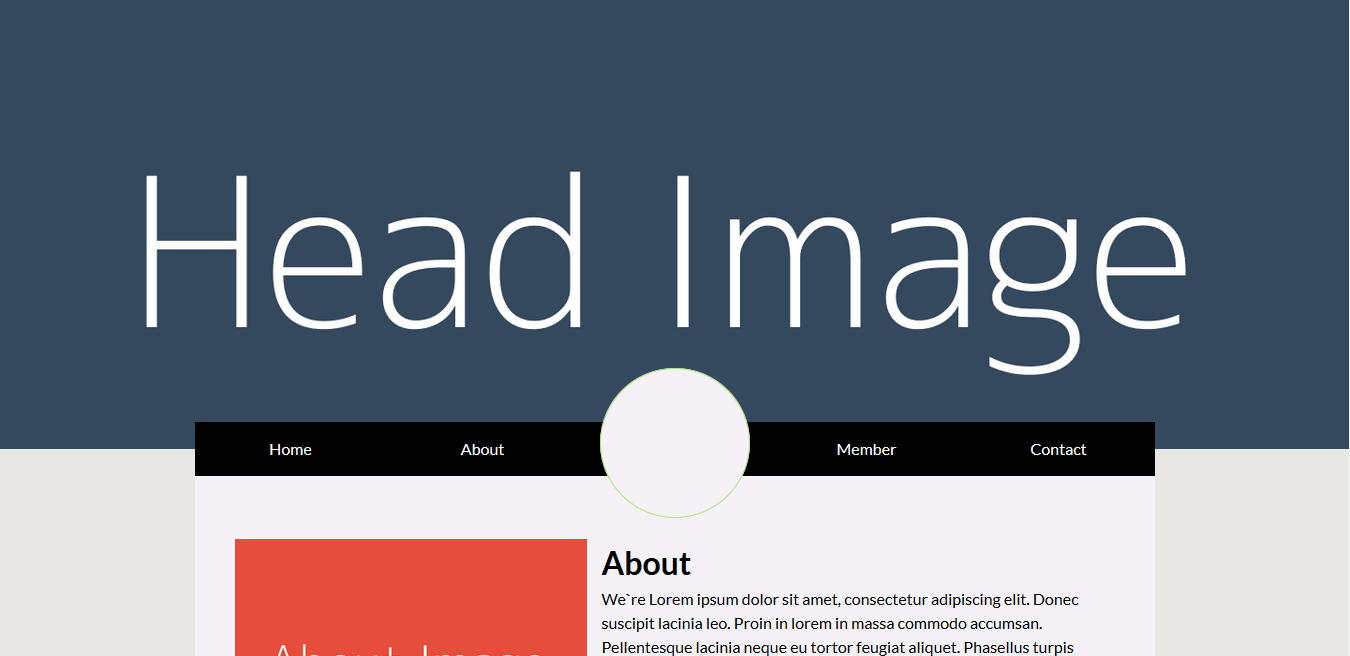 Head Image
Home About Member Contact
About
We`re Lorem ipsum dolor sit amet, consectetur adipiscing elit. Donec
suscipit lacinia leo. Proin in lorem in massa commodo accumsan.
Pellentesque lacinia neque eu tortor feugiat aliquet. Phasellus turpis
About Image